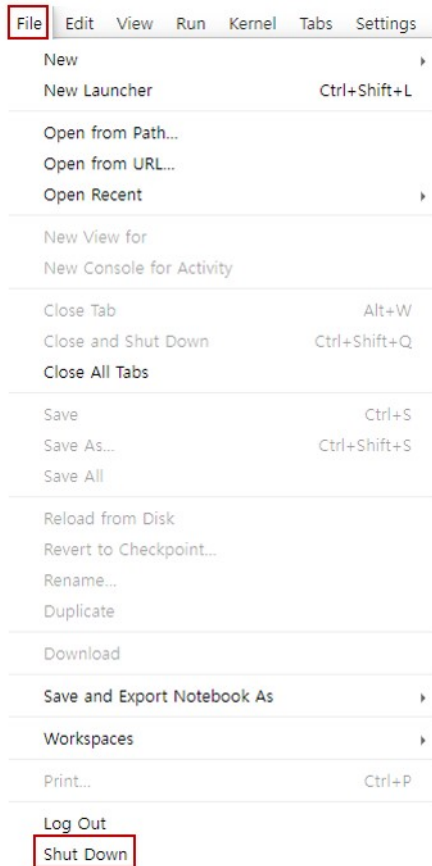 File Edit View Run Kernel Tabs Settings
New
New Launcher Ctrl+Shift+L
Open from Path...
Open from URL...
Open Recent
New View for
New Console for Activity
Close Tab Alt+W
Close and Shut Down Ctrl+Shift+Q
Close All Tabs
Save Ctrl+S
Save As... Ctrl+Shift+S
Save All
Reload from Disk
Revert to Checkpoint...
Rename...
Duplicate
Download
Save and Export Notebook As
Workspaces
Print... Ctrl+P
Log Out
Shut Down